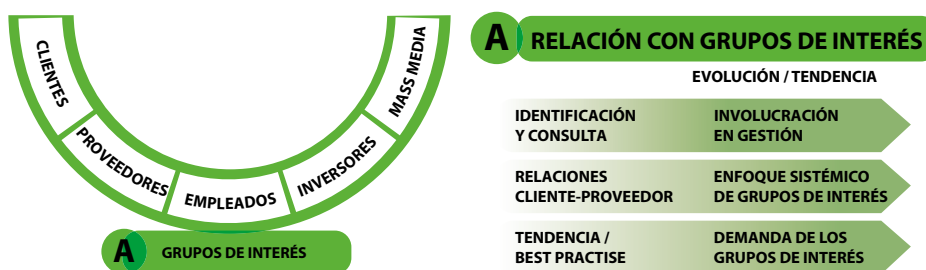 CLIENTES
PROVEEDORES
EMPLEADOS
INVERSORES
MASS MEDIA
A GRUPOS DE INTERÉS
A RELACIÓN CON GRUPOS DE INTERÉS
EVOLUCIÓN / TENDENCIA
IDENTIFICACIÓN
Y CONSULTA
INVOLUCRACIÓN
EN GESTIÓN
RELACIONES
CLIENTE-PROVEEDOR
ENFOQUE SISTÉMICO
DE GRUPOS DE INTERÉS
TENDENCIA /
BEST PRACTISE
DEMANDA DE LOS
GRUPOS DE INTERÉS